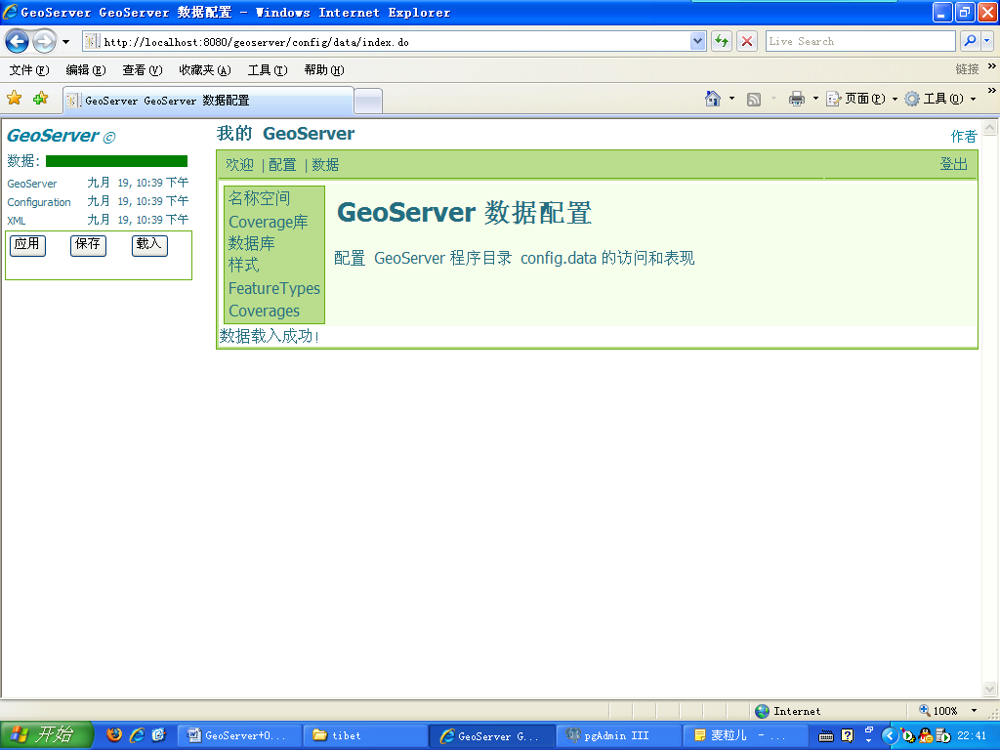 GeoServer GeoServer 数据配置 - Windows Internet Explorer
http://localhost:8080/geoserver/config/data/index.do
Live Search
文件(F) 编辑(E) 查看(V) 收藏夹(A) 工具(T) 帮助(H) 链接 »
GeoServer GeoServer 数据配置 页面(P) 工具(O) »
GeoServer © 我的 GeoServer 作者
数据:
欢迎 | 配置 | 数据 登出
GeoServer 九月 19, 10:39 下午
Configuration 九月 19, 10:39 下午
XML 九月 19, 10:39 下午
应用 保存 载入
名称空间
Coverage库
数据库
样式
FeatureTypes
Coverages
GeoServer 数据配置
配置 GeoServer 程序目录 config.data 的访问和表现
数据载入成功!
Internet 100%
开始 GeoServer+O... tibet GeoServer G... pgAdmin III 麦粒儿 - ... 22:41